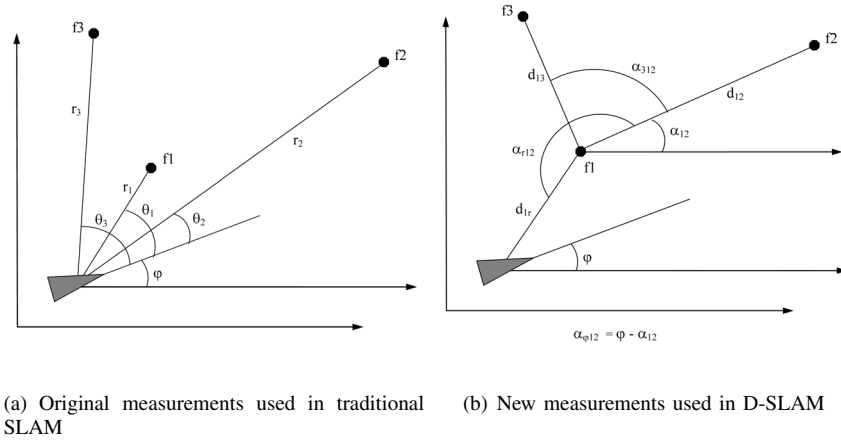 f3
f2
r₃
r₂
f1
r₁
θ₃
θ₁
θ₂
φ
f3
f2
d₁₃
α₃₁₂
d₁₂
α₁₂
αᵣ₁₂
f1
d₁ᵣ
φ
α_φ12 = φ - α₁₂
(a) Original measurements used in traditional
SLAM
(b) New measurements used in D-SLAM